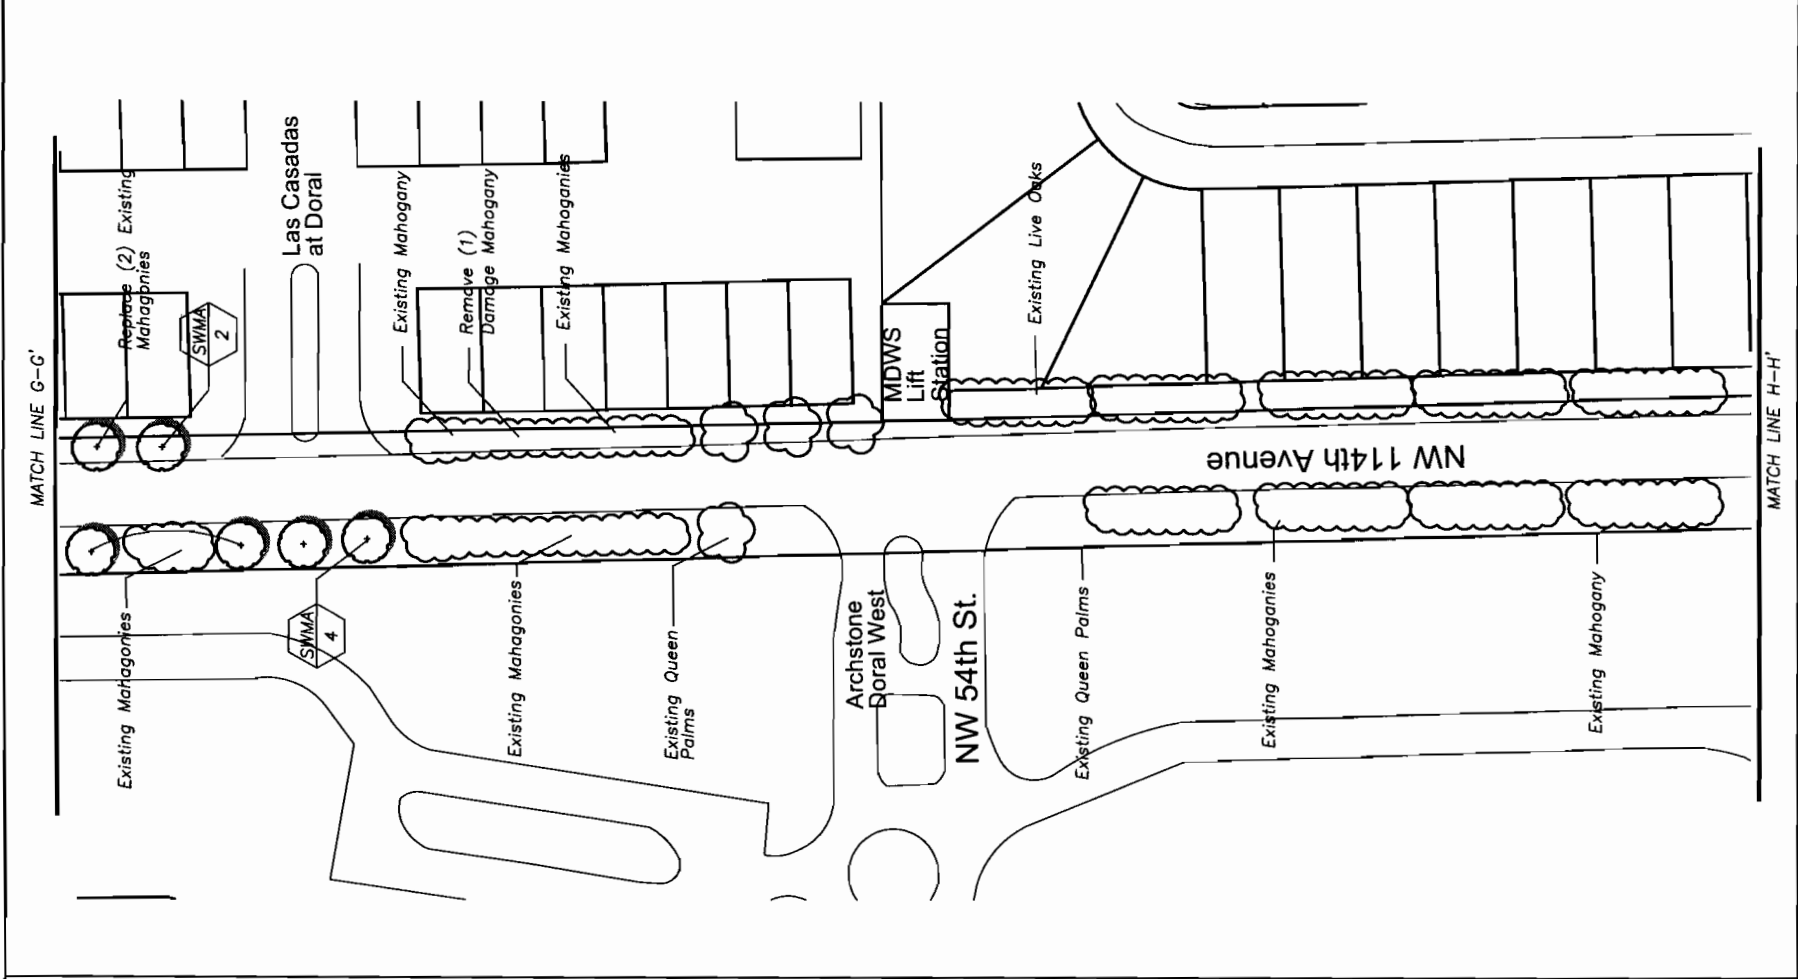 MATCH LINE G-G'
Replace (2) Existing
Mahagonies
SWMA
2
Las Casadas
at Doral
Existing Mahogany
Remove (1)
Damage Mahogany
Existing Mahoganies
MDWS
Lift
Station
Existing Live Oaks
NW 114th Avenue
MATCH LINE H-H'
Existing Mahagonies
SWMA
4
Existing Mahagonies
Existing Queen
Palms
Archstone
Doral West
NW 54th St.
Existing Queen Palms
Existing Mahoganies
Existing Mahogany